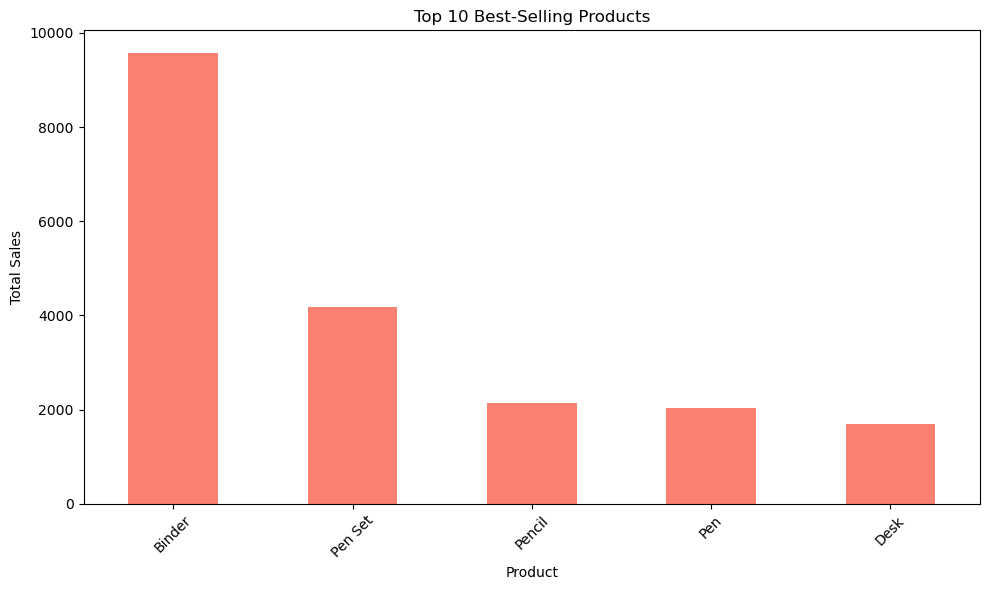 Top 10 Best-Selling Products
Total Sales
10000
8000
6000
4000
2000
0
Binder
Pen Set
Pencil
Pen
Desk
Product